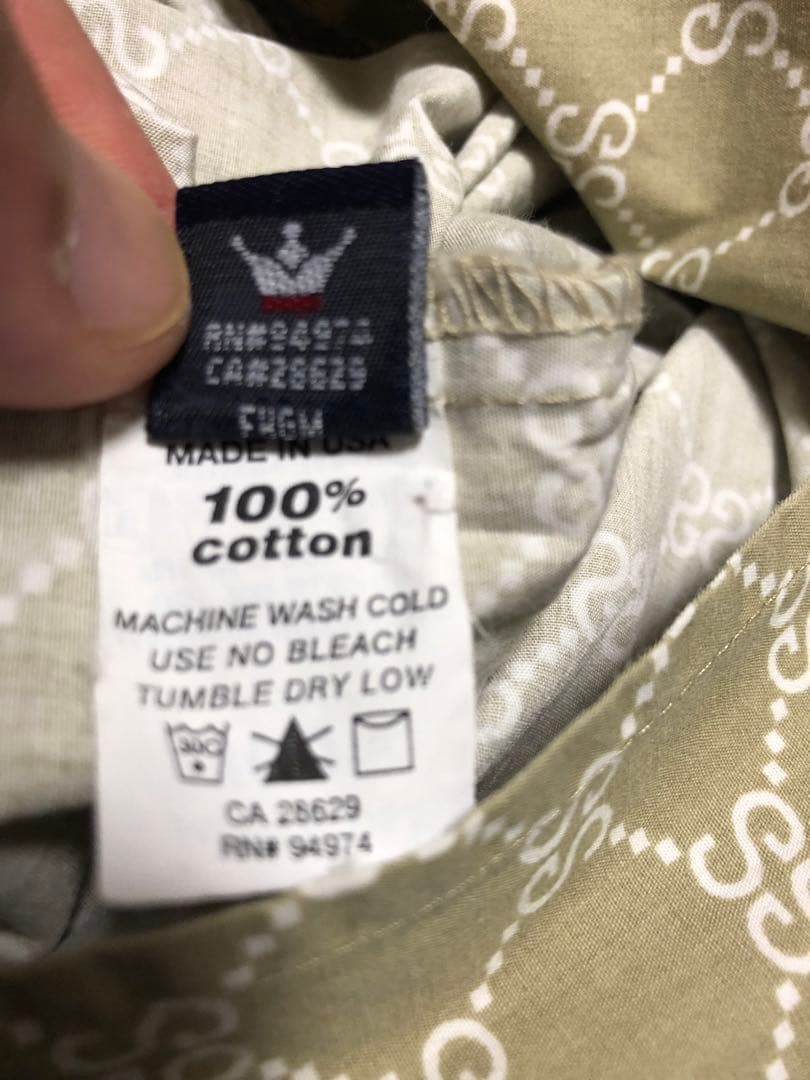 RN#94974
CA#28629
MADE IN USA
100%
cotton
MACHINE WASH COLD
USE NO BLEACH
TUMBLE DRY LOW
30C
CA 28629
RN# 94974